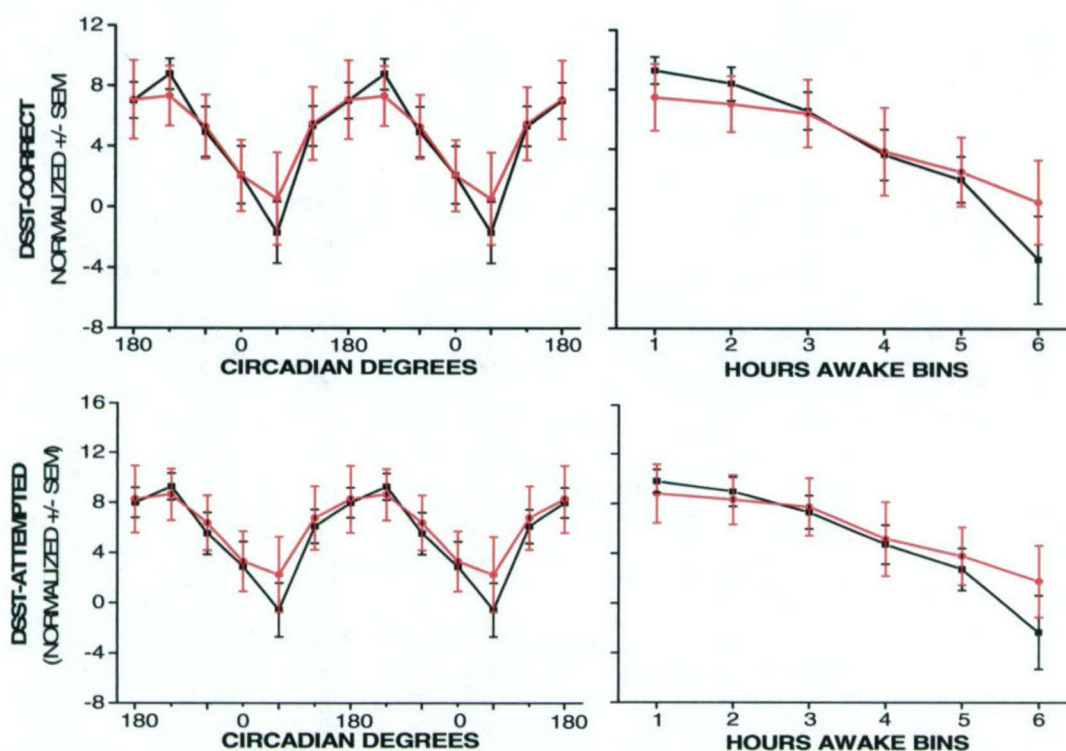 12
8
4
0
-4
-8
DSST-CORRECT
NORMALIZED +/- SEM
180 0 180 0 180
CIRCADIAN DEGREES
1 2 3 4 5 6
HOURS AWAKE BINS
16
12
8
4
0
-4
-8
DSST-ATTEMPTED
(NORMALIZED +/- SEM)
180 0 180 0 180
CIRCADIAN DEGREES
1 2 3 4 5 6
HOURS AWAKE BINS